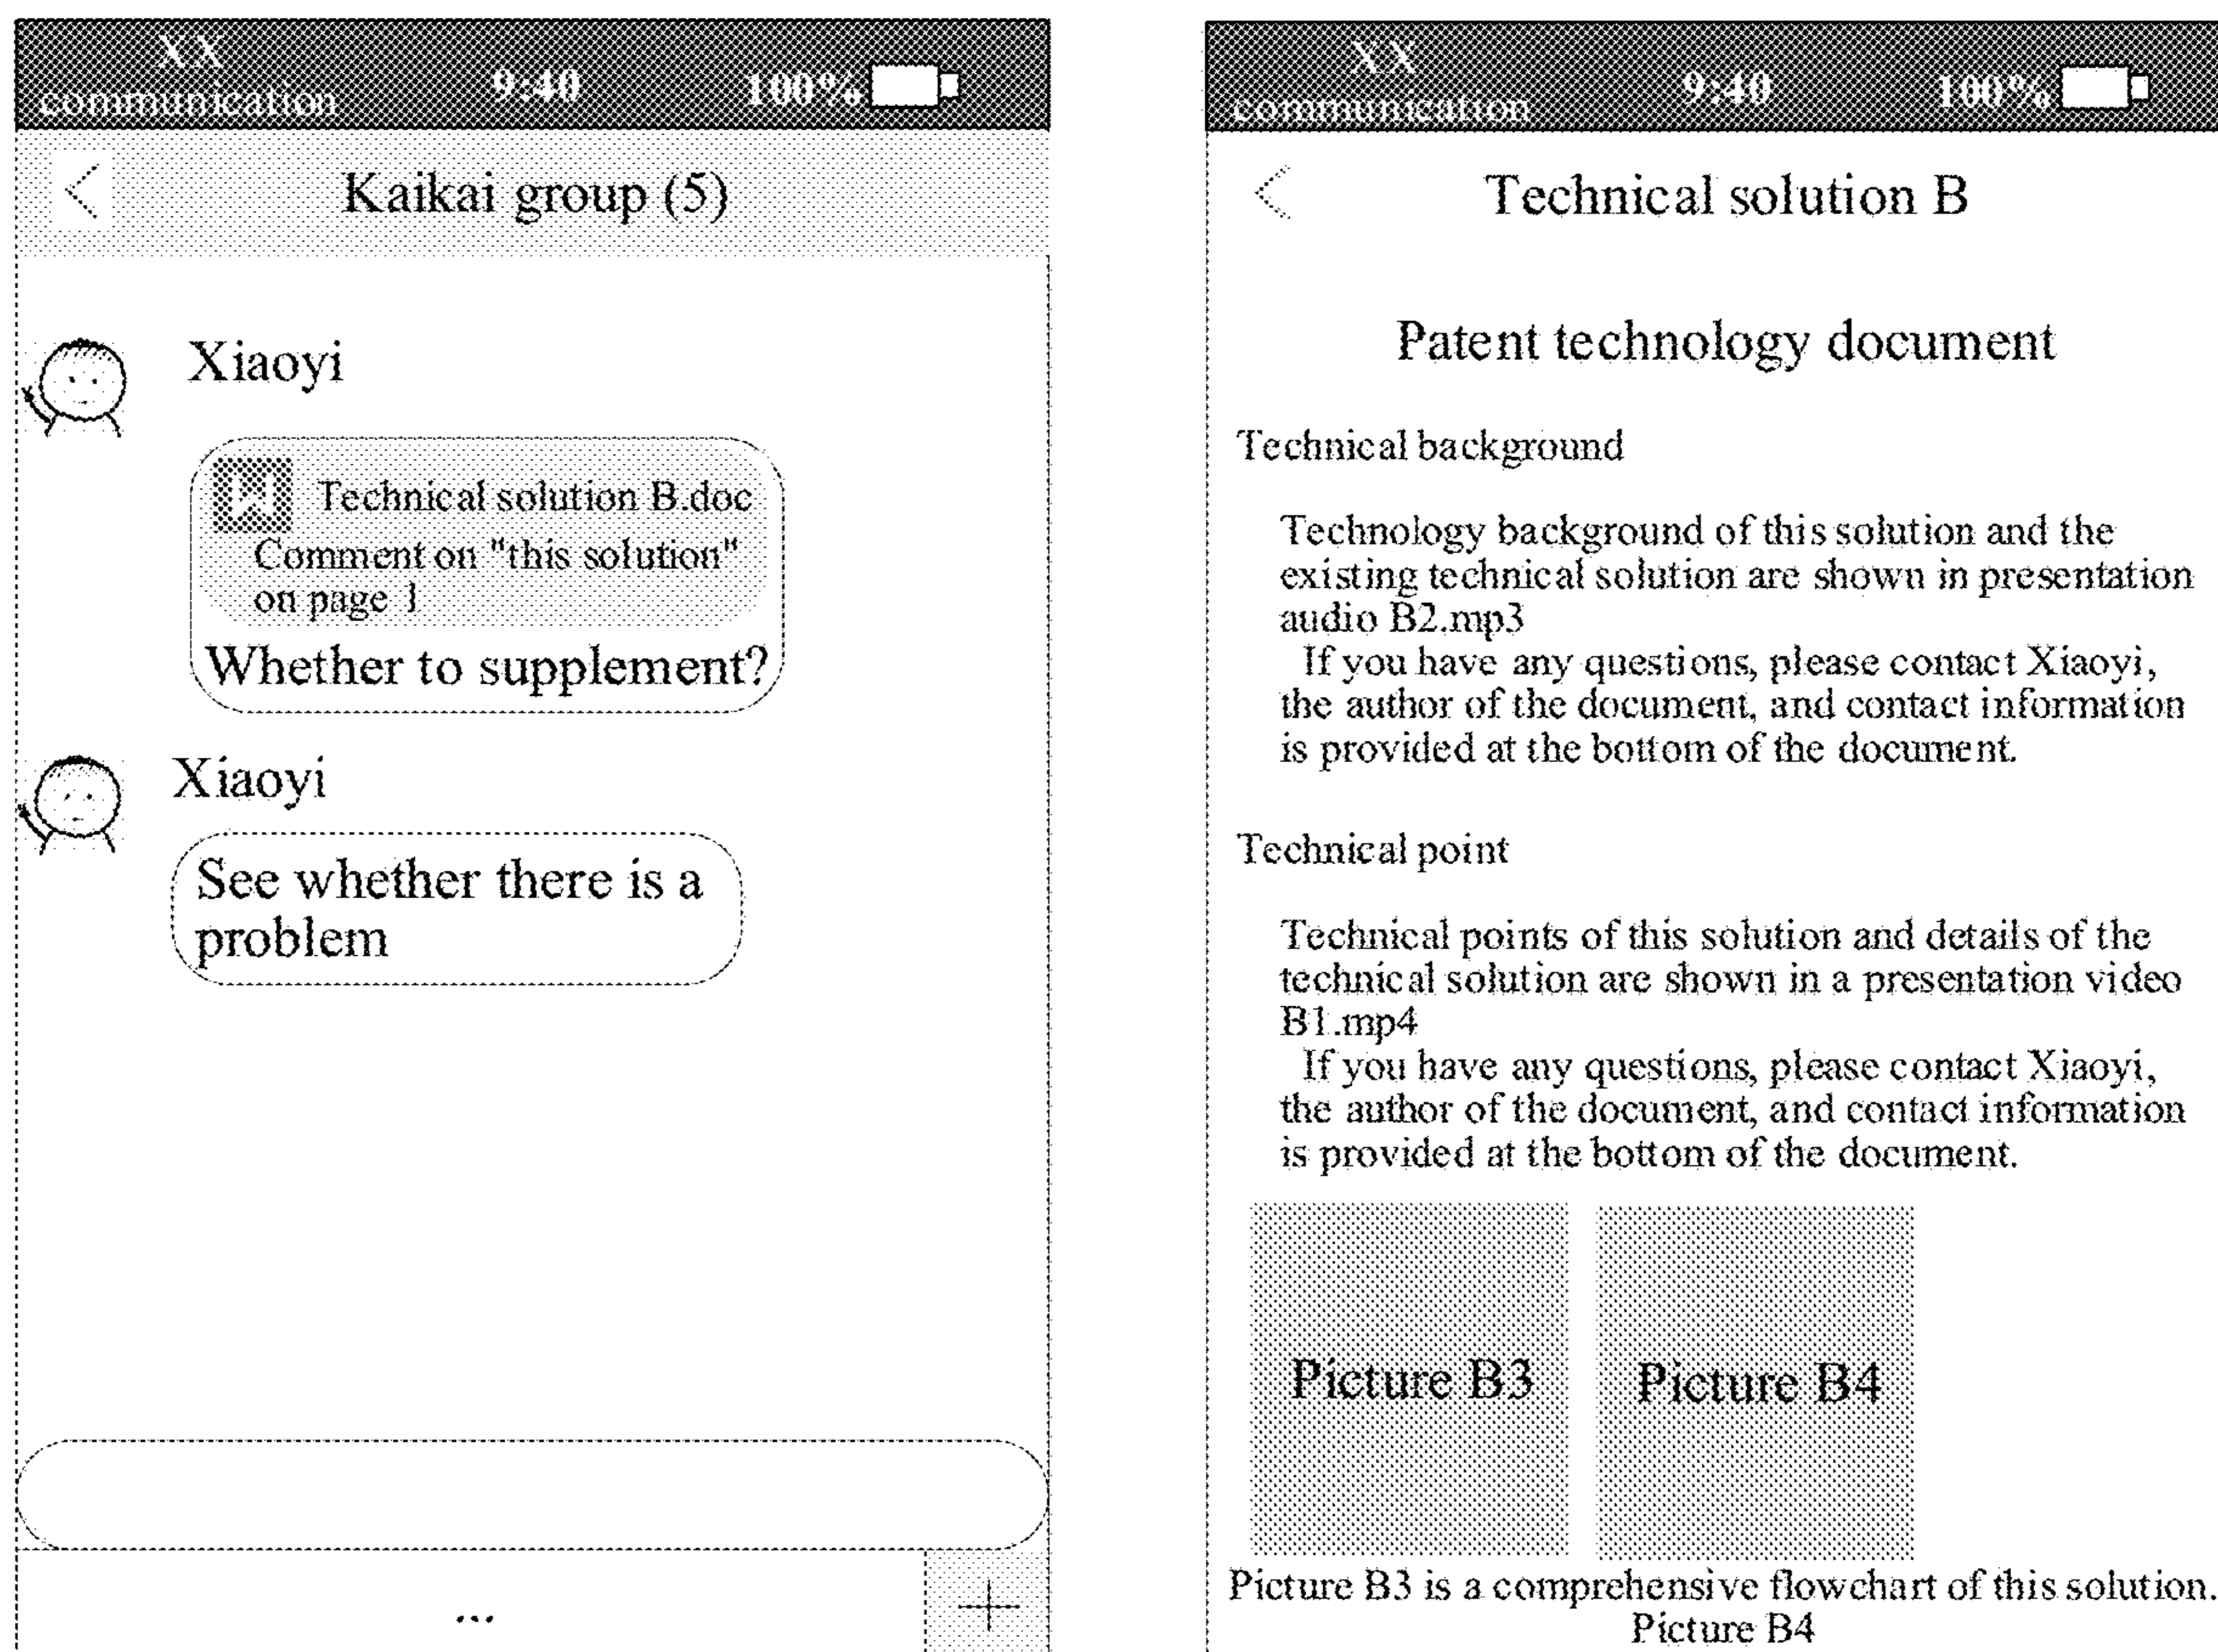 XX
communication
9:40
100%
<
Kaikai group (5)
Xiaoyi
Technical solution B.doc
Comment on "this solution"
on page 1
Whether to supplement?
Xiaoyi
See whether there is a
problem
...
+
XX
communication
9:40
100%
<
Technical solution B
Patent technology document
Technical background
Technology background of this solution and the
existing technical solution are shown in presentation
audio B2.mp3
If you have any questions, please contact Xiaoyi,
the author of the document, and contact information
is provided at the bottom of the document.
Technical point
Technical points of this solution and details of the
technical solution are shown in a presentation video
B1.mp4
If you have any questions, please contact Xiaoyi,
the author of the document, and contact information
is provided at the bottom of the document.
Picture B3
Picture B4
Picture B3 is a comprehensive flowchart of this solution.
Picture B4